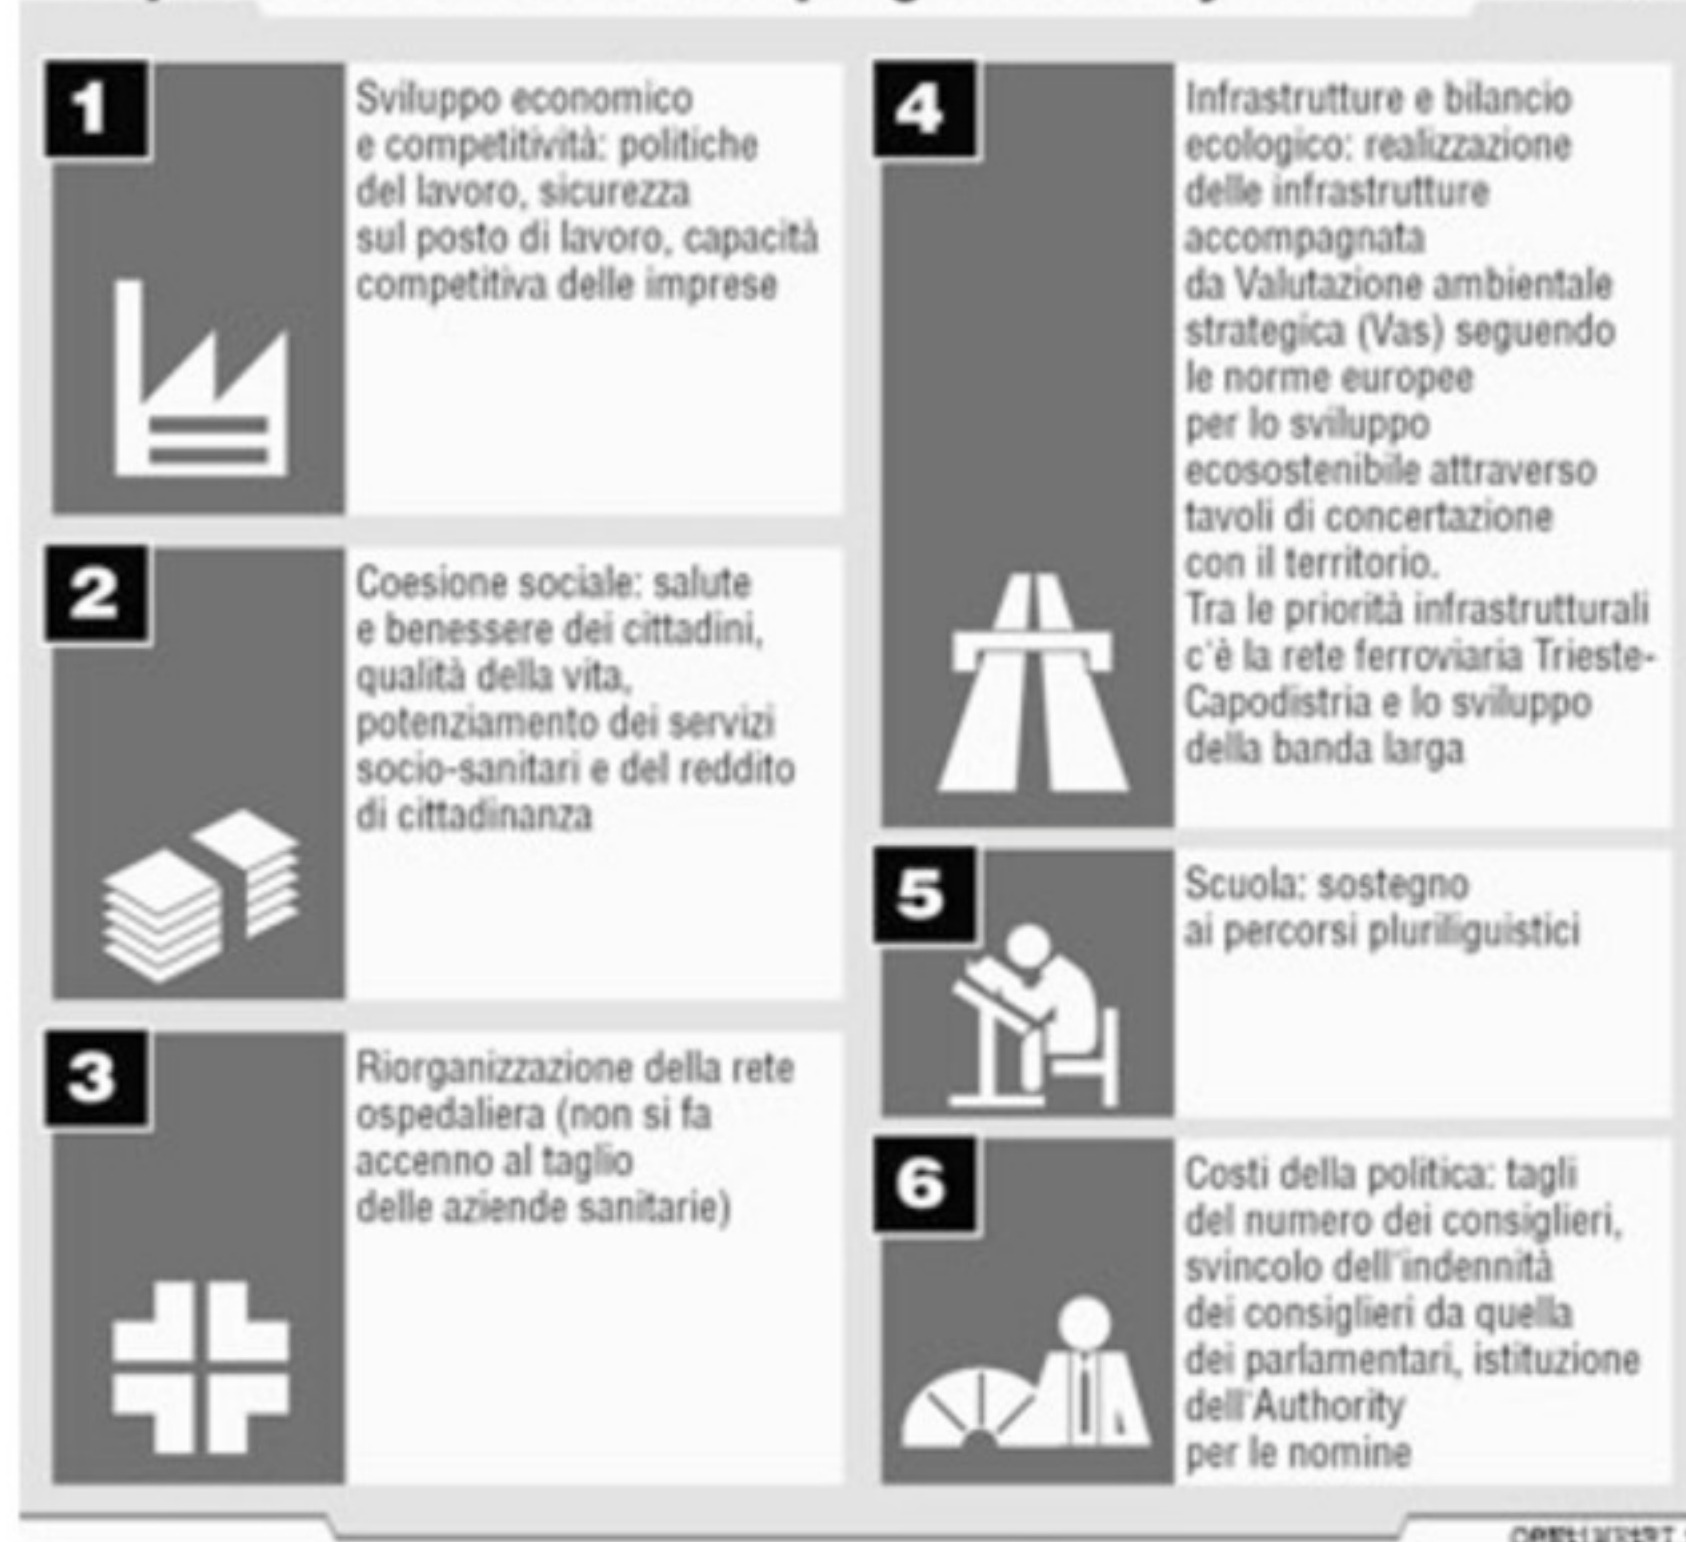 1
Sviluppo economico
e competitività: politiche
del lavoro, sicurezza
sul posto di lavoro, capacità
competitiva delle imprese
2
Coesione sociale: salute
e benessere dei cittadini,
qualità della vita,
potenziamento dei servizi
socio-sanitari e del reddito
di cittadinanza
3
Riorganizzazione della rete
ospedaliera (non si fa
accenno al taglio
delle aziende sanitarie)
4
Infrastrutture e bilancio
ecologico: realizzazione
delle infrastrutture
accompagnata
da Valutazione ambientale
strategica (Vas) seguendo
le norme europee
per lo sviluppo
ecosostenibile attraverso
tavoli di concertazione
con il territorio.
Tra le priorità infrastrutturali
c'è la rete ferroviaria Trieste-
Capodistria e lo sviluppo
della banda larga
5
Scuola: sostegno
ai percorsi pluriliguistici
6
Costi della politica: tagli
del numero dei consiglieri,
svincolo dell'indennità
dei consiglieri da quella
dei parlamentari, istituzione
dell'Authority
per le nomine